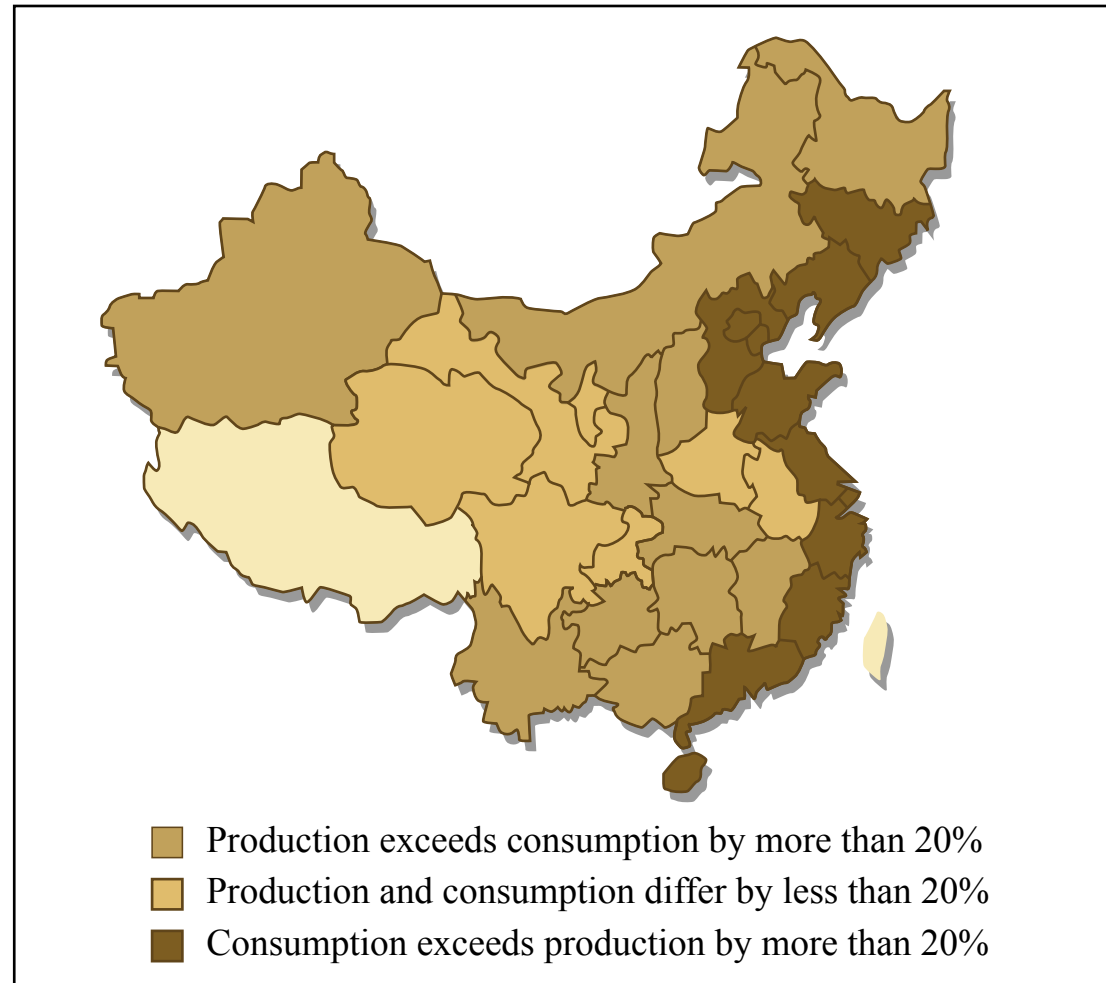 Production exceeds consumption by more than 20%
Production and consumption differ by less than 20%
Consumption exceeds production by more than 20%